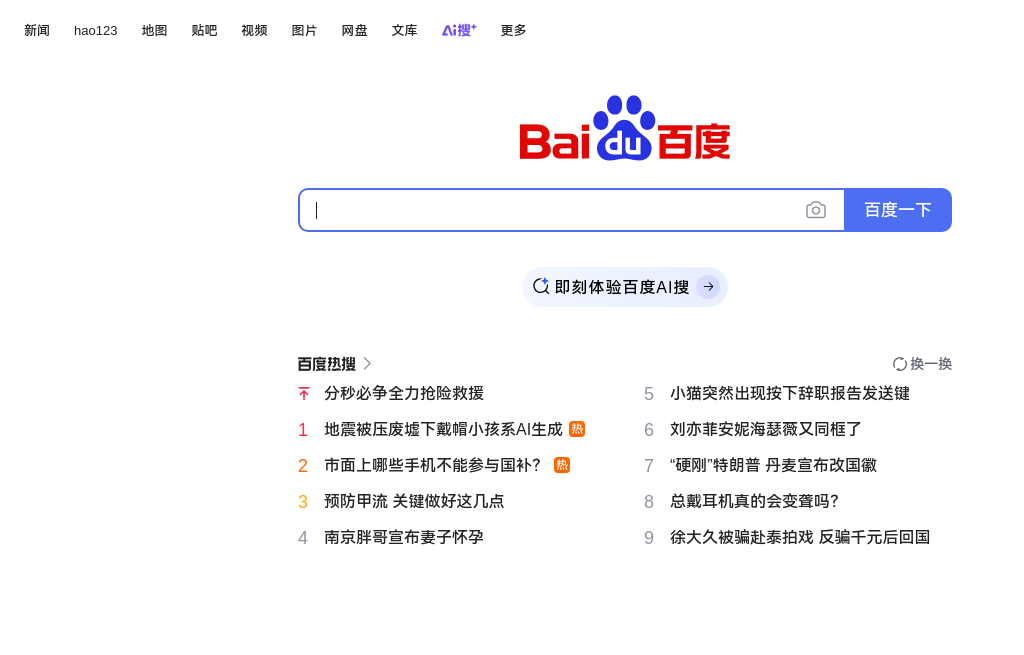 新闻 hao123 地图 贴吧 视频 图片 网盘 文库 Ai搜+ 更多
Bai du 百度
百度一下
即刻体验百度AI搜
百度热搜 换一换
分秒必争全力抢险救援
1 地震被压废墟下戴帽小孩系AI生成 热
2 市面上哪些手机不能参与国补？ 热
3 预防甲流 关键做好这几点
4 南京胖哥宣布妻子怀孕
5 小猫突然出现按下辞职报告发送键
6 刘亦菲安妮海瑟薇又同框了
7 “硬刚”特朗普 丹麦宣布改国徽
8 总戴耳机真的会变聋吗？
9 徐大久被骗赴泰拍戏 反骗千元后回国